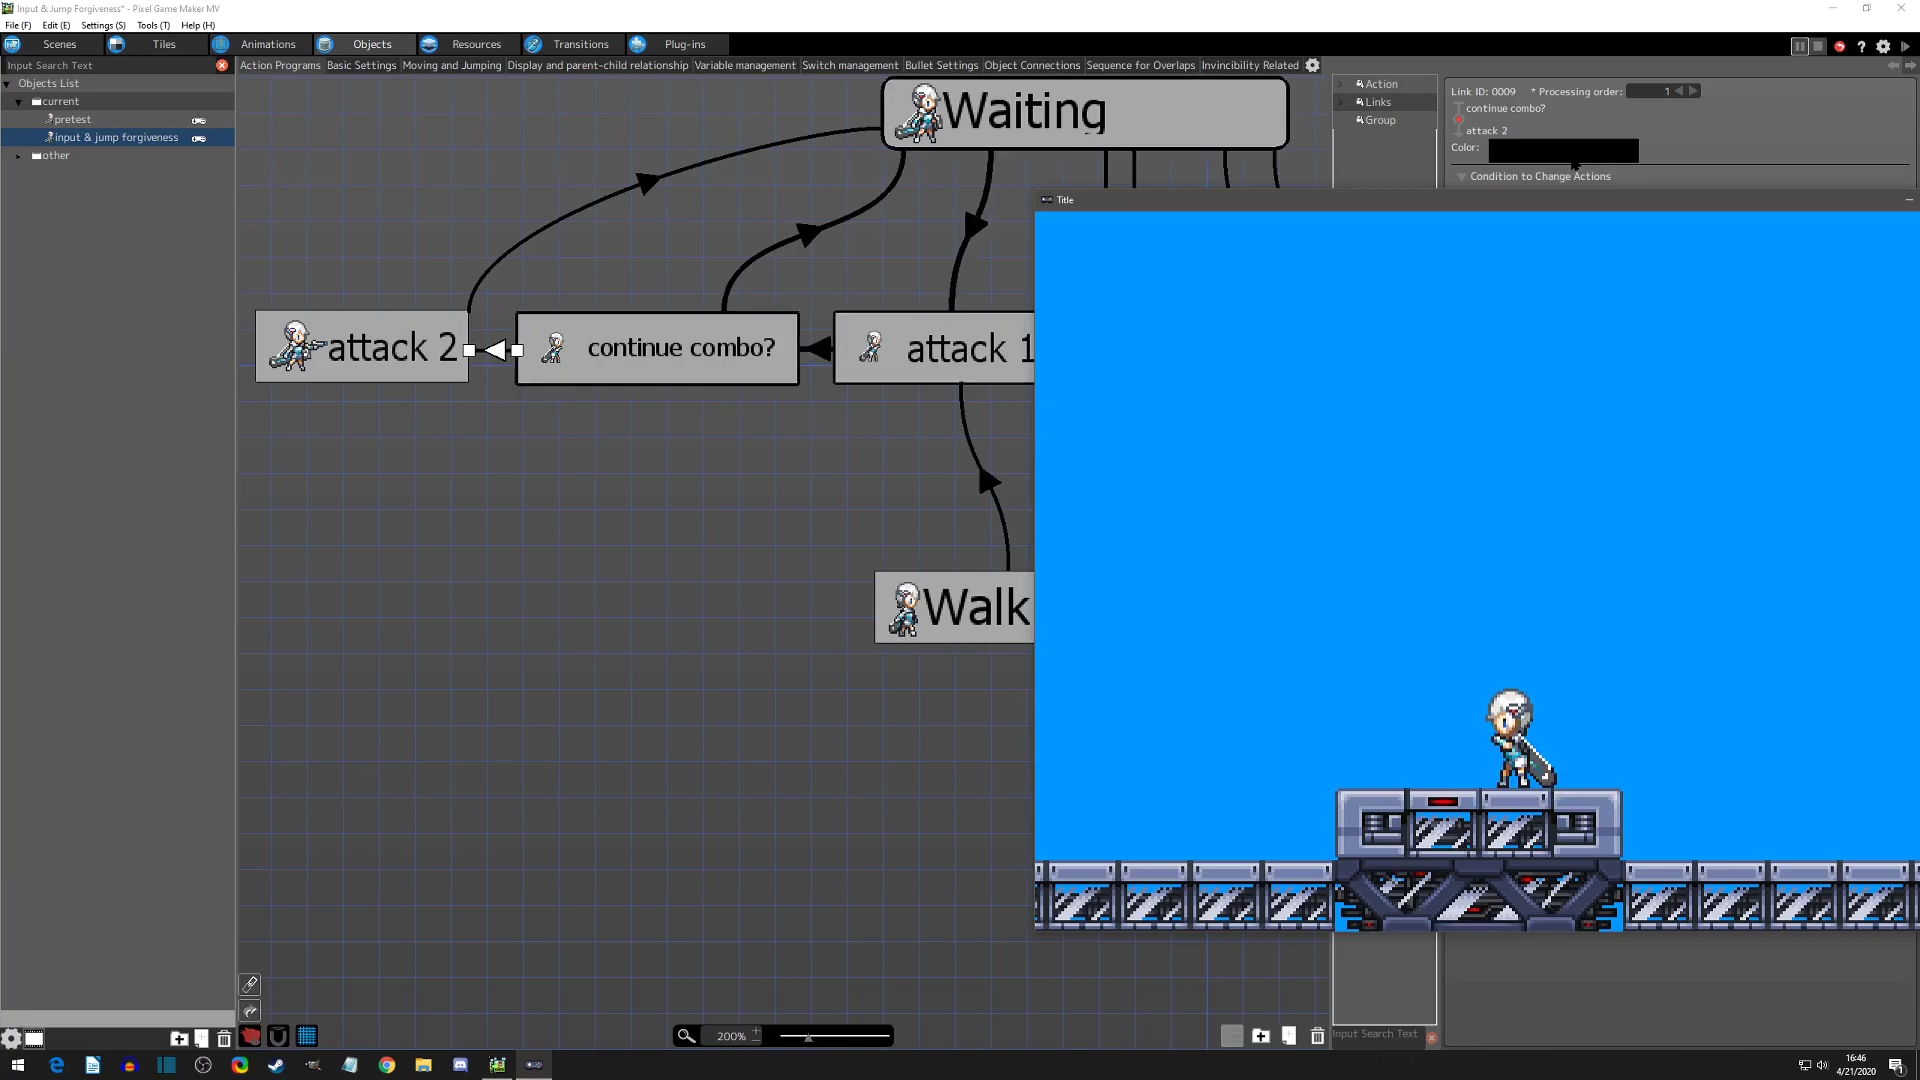 Input & Jump Forgiveness* - Pixel Game Maker MV
File (F) Edit (E) Settings (S) Tools (T) Help (H)
Scenes Tiles Animations Objects Resources Transitions Plug-ins
Input Search Text
Action Programs Basic Settings Moving and Jumping Display and parent-child relationship Variable management Switch management Bullet Settings Object Connections Sequence for Overlaps Invincibility Related
Objects List
current
pretest
input & jump forgiveness
other
Waiting
attack 2
continue combo?
attack 1
Walk
Action
Links
Group
Link ID: 0009 * Processing order: 1
continue combo?
attack 2
Color:
Condition to Change Actions
Title
200%
Input Search Text
16:46
4/21/2020